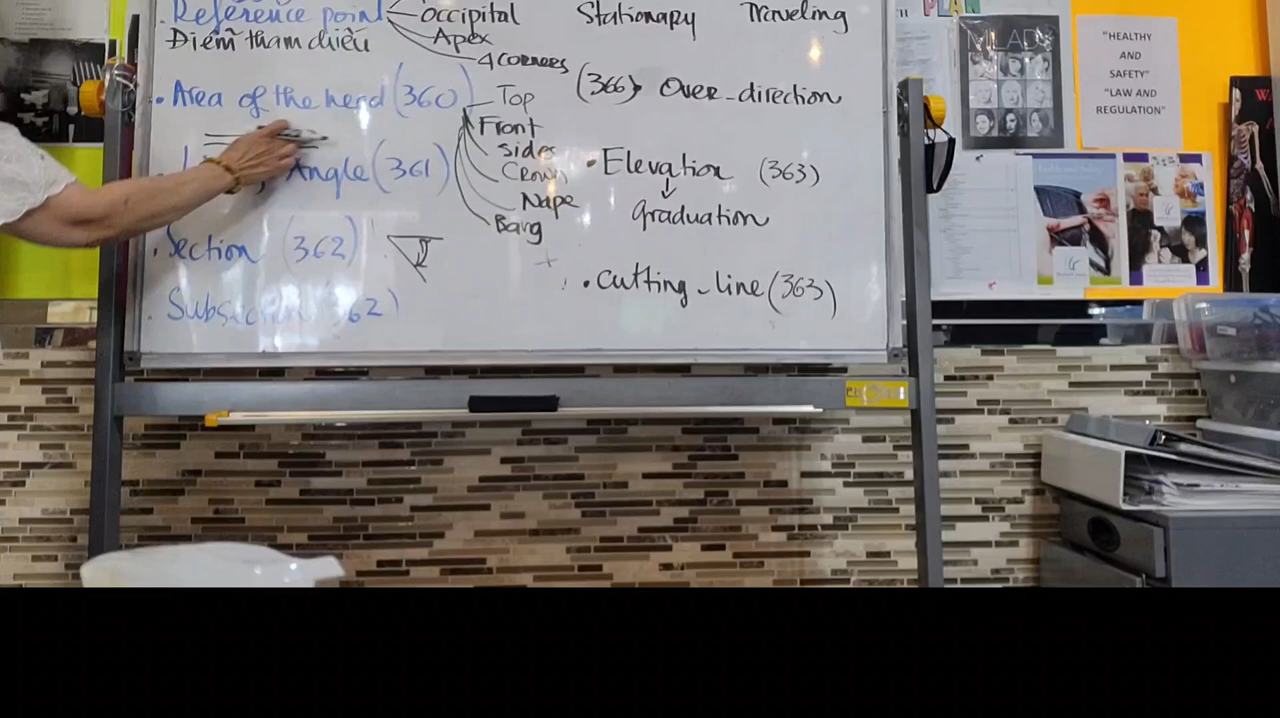 . Reference point
Điểm tham chiếu
Occipital
Apex
4 corners
Stationary Traveling
• Area of the head (360)
Top
Front
sides
Crown
Nape
Bang
(366) Over-direction
Angle (361)
• Elevation (363)
graduation
. Section (362)
• cutting-line (363)
. Subsection
PLAN
MILADY
"HEALTHY
AND
SAFETY"
"LAW AND
REGULATION"